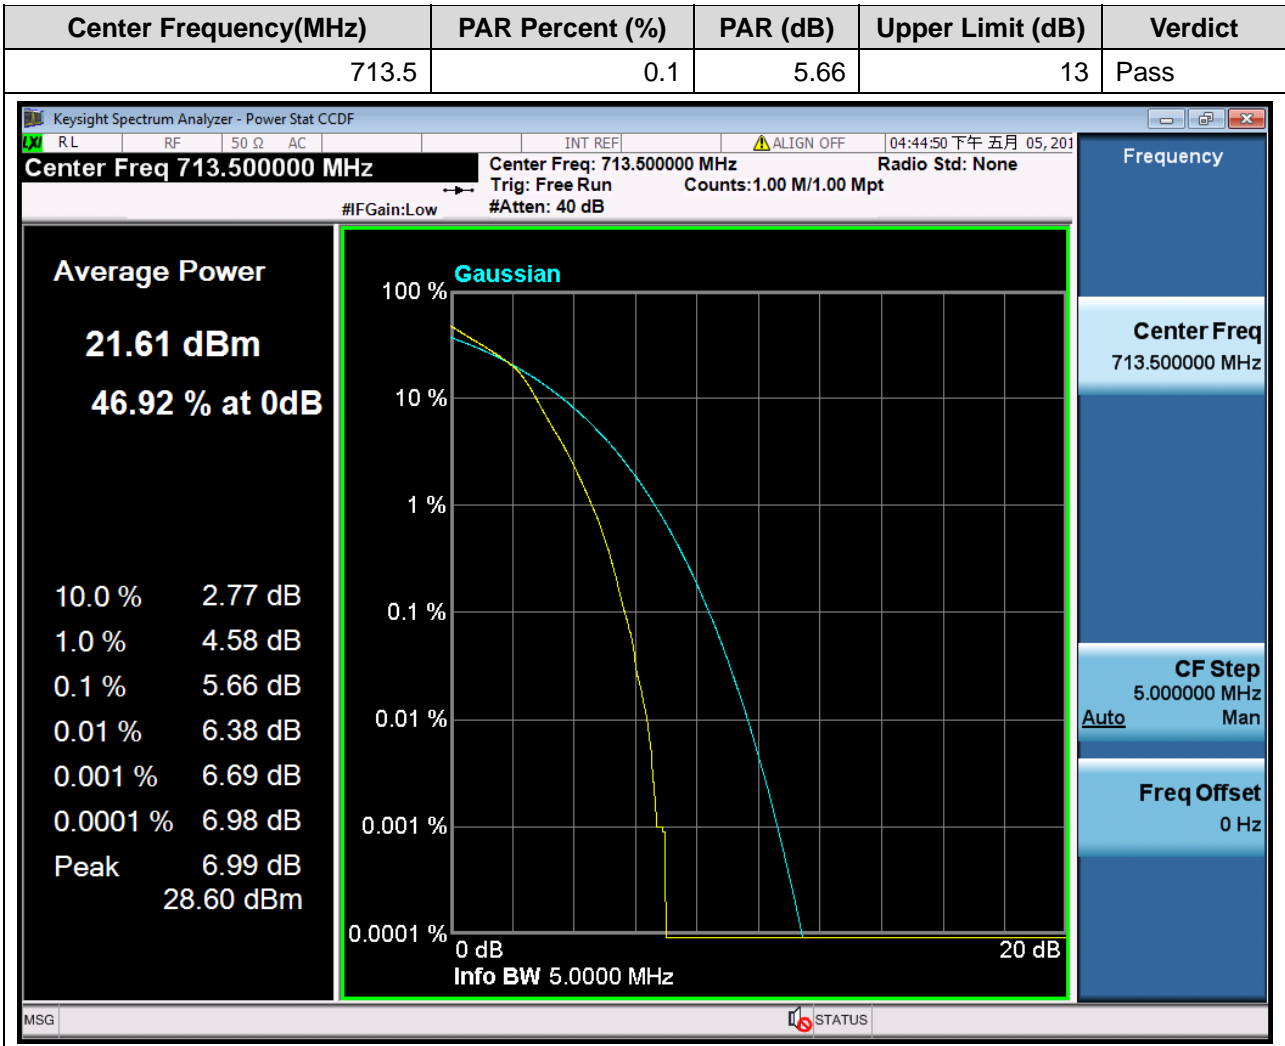 Center Frequency(MHz) PAR Percent (%) PAR (dB) Upper Limit (dB) Verdict
713.5 0.1 5.66 13 Pass
Keysight Spectrum Analyzer - Power Stat CCDF
LXI RL RF 50 Ω AC INT REF ALIGN OFF 04:44:50 下午 五月 05, 201
Center Freq 713.500000 MHz
Center Freq: 713.500000 MHz Radio Std: None
Trig: Free Run Counts:1.00 M/1.00 Mpt
#IFGain:Low #Atten: 40 dB
Average Power
21.61 dBm
46.92 % at 0dB
10.0 % 2.77 dB
1.0 % 4.58 dB
0.1 % 5.66 dB
0.01 % 6.38 dB
0.001 % 6.69 dB
0.0001 % 6.98 dB
Peak 6.99 dB
28.60 dBm
Gaussian
100 %
10 %
1 %
0.1 %
0.01 %
0.001 %
0.0001 %
0 dB 20 dB
Info BW 5.0000 MHz
Frequency
Center Freq
713.500000 MHz
CF Step
5.000000 MHz
Auto Man
Freq Offset
0 Hz
MSG STATUS